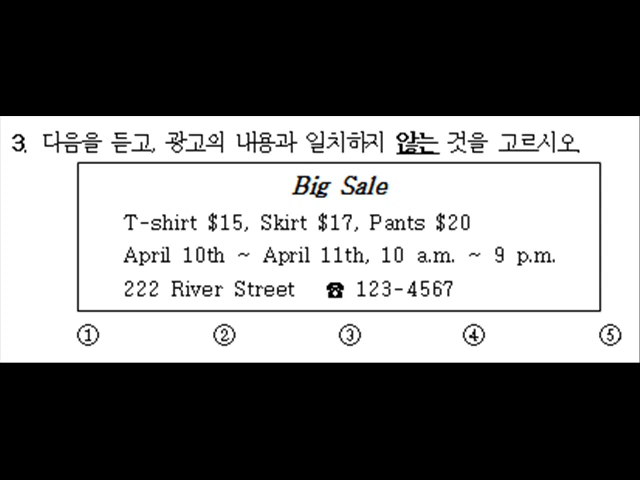 3. 다음을 듣고, 광고의 내용과 일치하지 않는 것을 고르시오.
Big Sale
T-shirt $15, Skirt $17, Pants $20
April 10th ~ April 11th, 10 a.m. ~ 9 p.m.
222 River Street ☎ 123-4567
① ② ③ ④ ⑤